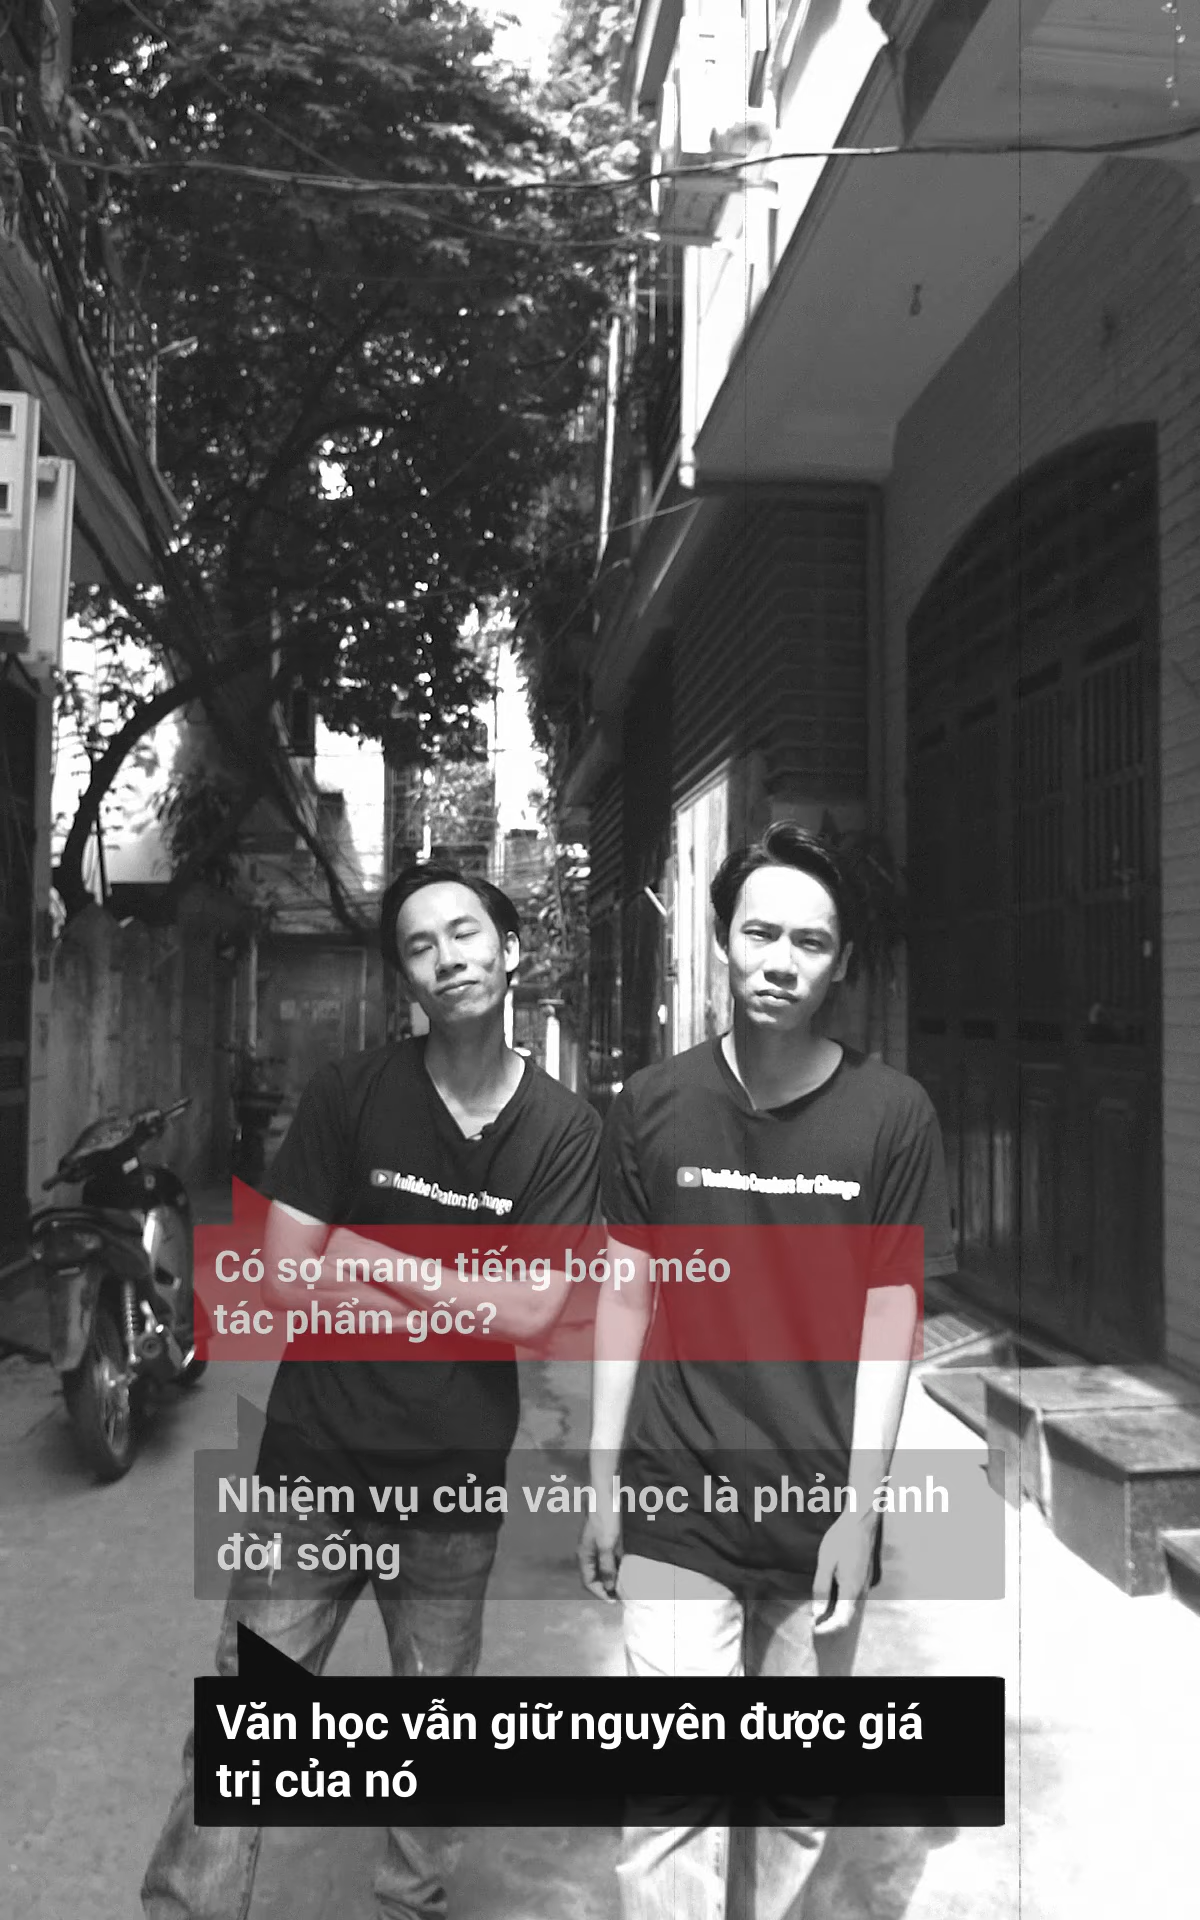 YouTube Creators for Change
YouTube Creators for Change
Có sợ mang tiếng bóp méo
tác phẩm gốc?
Nhiệm vụ của văn học là phản ánh
đời sống
Văn học vẫn giữ nguyên được giá
trị của nó